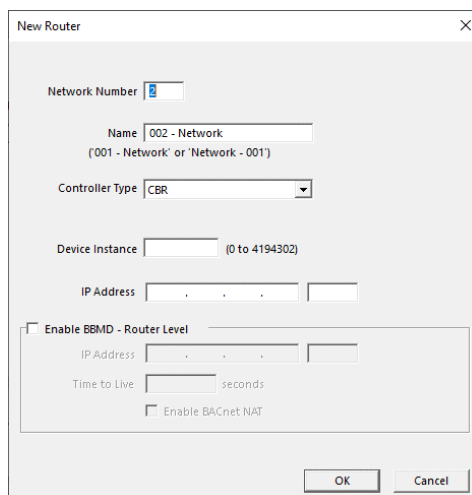 New Router
Network Number 2
Name 002 - Network
('001 - Network' or 'Network - 001')
Controller Type CBR
Device Instance (0 to 4194302)
IP Address . . .
Enable BBMD - Router Level
IP Address . . .
Time to Live seconds
Enable BACnet NAT
OK Cancel